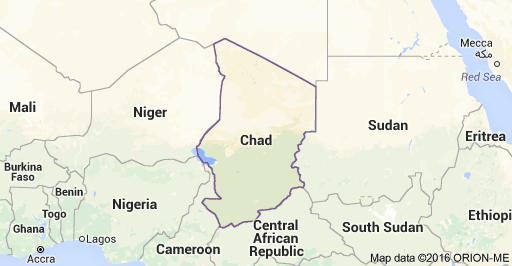 Mecca
مكة
Red Sea
Mali
Niger
Chad
Sudan
Eritrea
Burkina
Faso
Benin
Togo
Ghana
Accra
Nigeria
Lagos
Cameroon
Central
African
Republic
South Sudan
Ethiop
Map data ©2016 ORION-ME